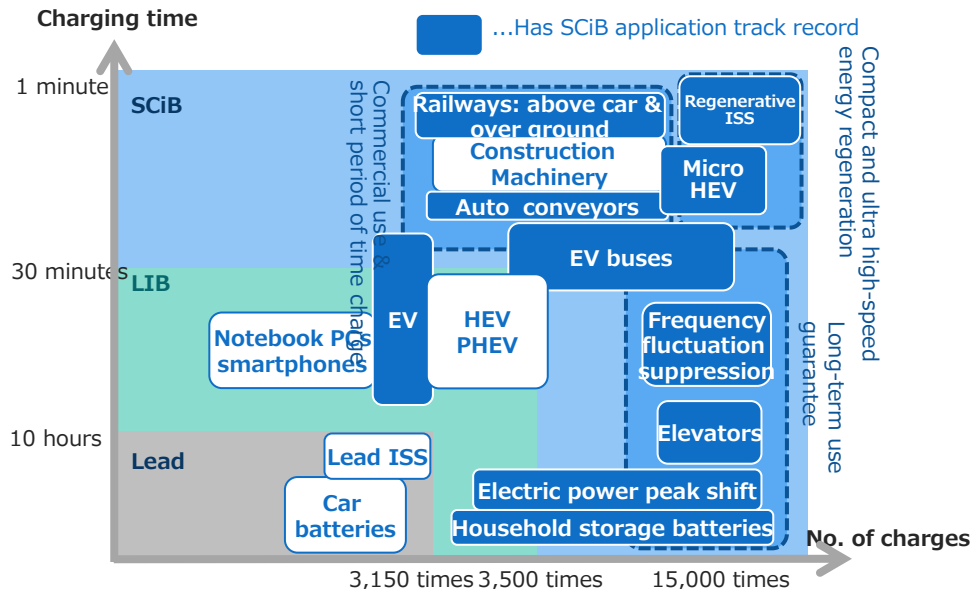 Charging time
...Has SCiB application track record
1 minute
SCiB
Commercial use &
short period of time charge
Railways: above car &
over ground
Construction
Machinery
Auto conveyors
Regenerative
ISS
Micro
HEV
Compact and ultra high-speed
energy regeneration
30 minutes
LIB
EV buses
EV
HEV
PHEV
Notebook PCs
smartphones
Frequency
fluctuation
suppression
Long-term use
guarantee
10 hours
Lead
Lead ISS
Car
batteries
Elevators
Electric power peak shift
Household storage batteries
No. of charges
3,150 times
3,500 times
15,000 times